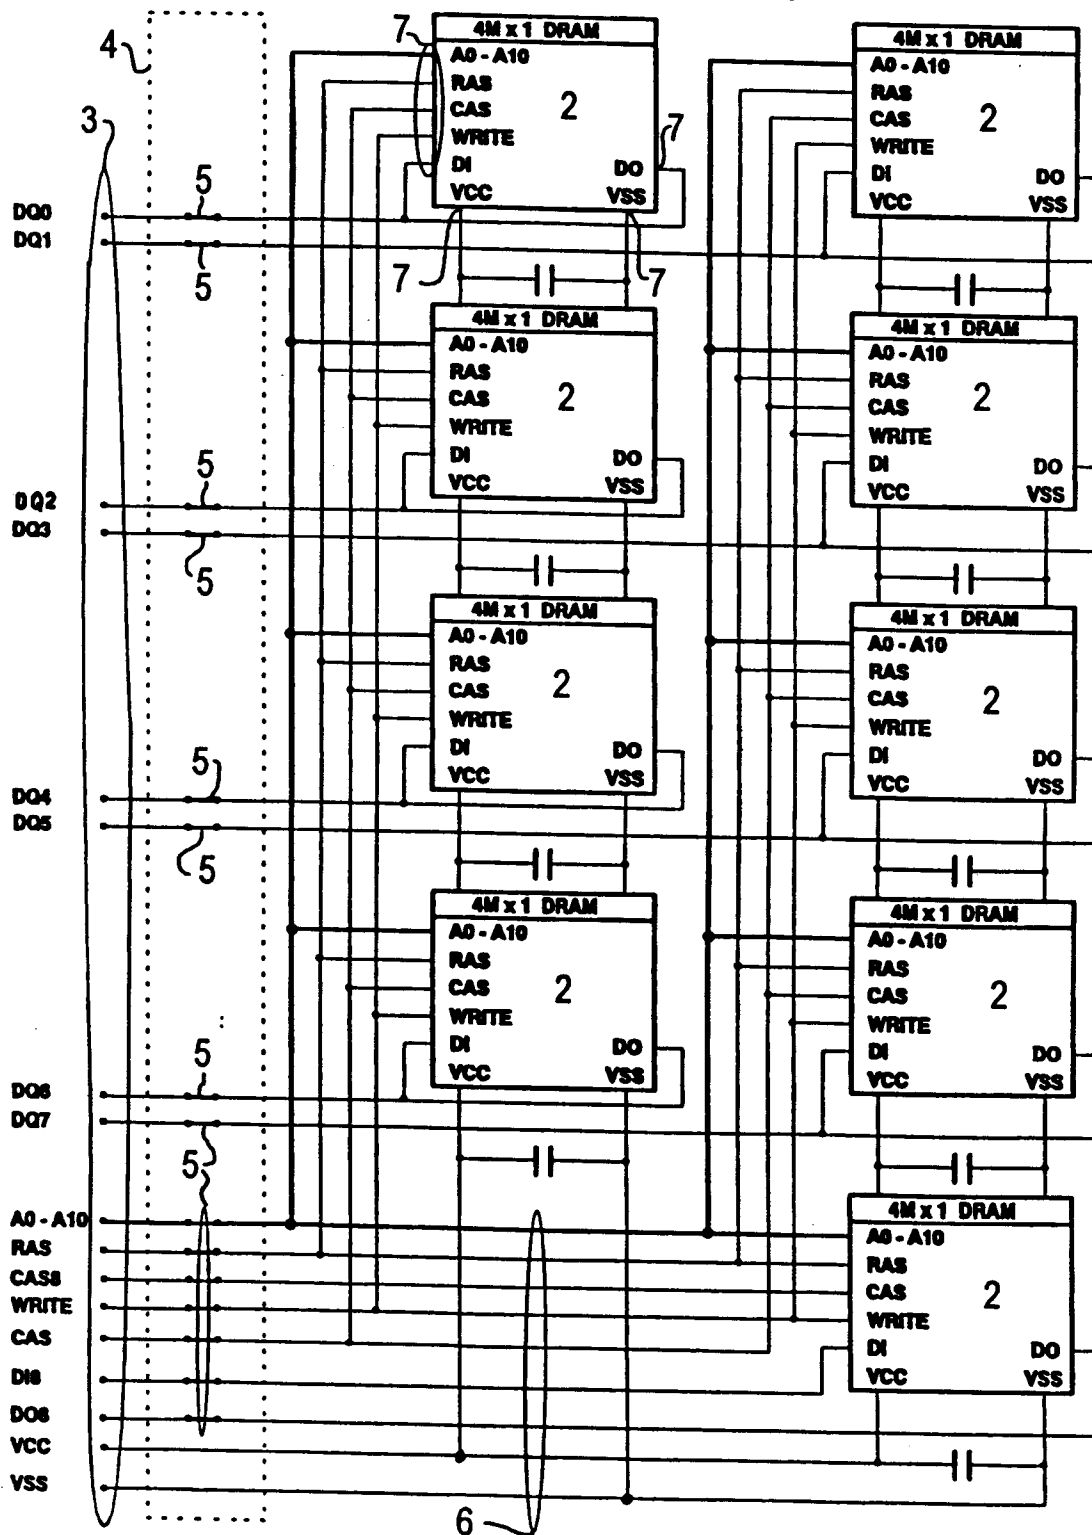 4
3
DQ0
DQ1
5
5
DQ2
DQ3
5
5
DQ4
DQ5
5
5
DQ6
DQ7
5
5
A0-A10
RAS
CAS8
WRITE
CAS
DI8
DO8
VCC
VSS
7
4M x 1 DRAM
A0-A10
RAS
CAS
2
WRITE
7
DI
DO
VCC
VSS
7
7
4M x 1 DRAM
A0-A10
RAS
CAS
2
WRITE
DI
DO
VCC
VSS
4M x 1 DRAM
A0-A10
RAS
CAS
2
WRITE
DI
DO
VCC
VSS
4M x 1 DRAM
A0-A10
RAS
CAS
2
WRITE
DI
DO
VCC
VSS
6
4M x 1 DRAM
A0-A10
RAS
CAS
2
WRITE
DI
DO
VCC
VSS
4M x 1 DRAM
A0-A10
RAS
CAS
2
WRITE
DI
DO
VCC
VSS
4M x 1 DRAM
A0-A10
RAS
CAS
2
WRITE
DI
DO
VCC
VSS
4M x 1 DRAM
A0-A10
RAS
CAS
2
WRITE
DI
DO
VCC
VSS
4M x 1 DRAM
A0-A10
RAS
CAS
2
WRITE
DI
DO
VCC
VSS